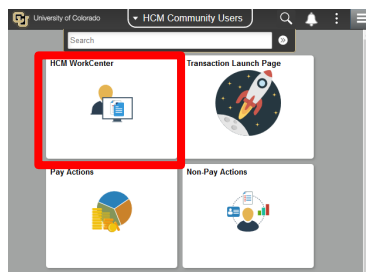 University of Colorado
HCM Community Users
Search
HCM WorkCenter
Transaction Launch Page
Pay Actions
Non-Pay Actions